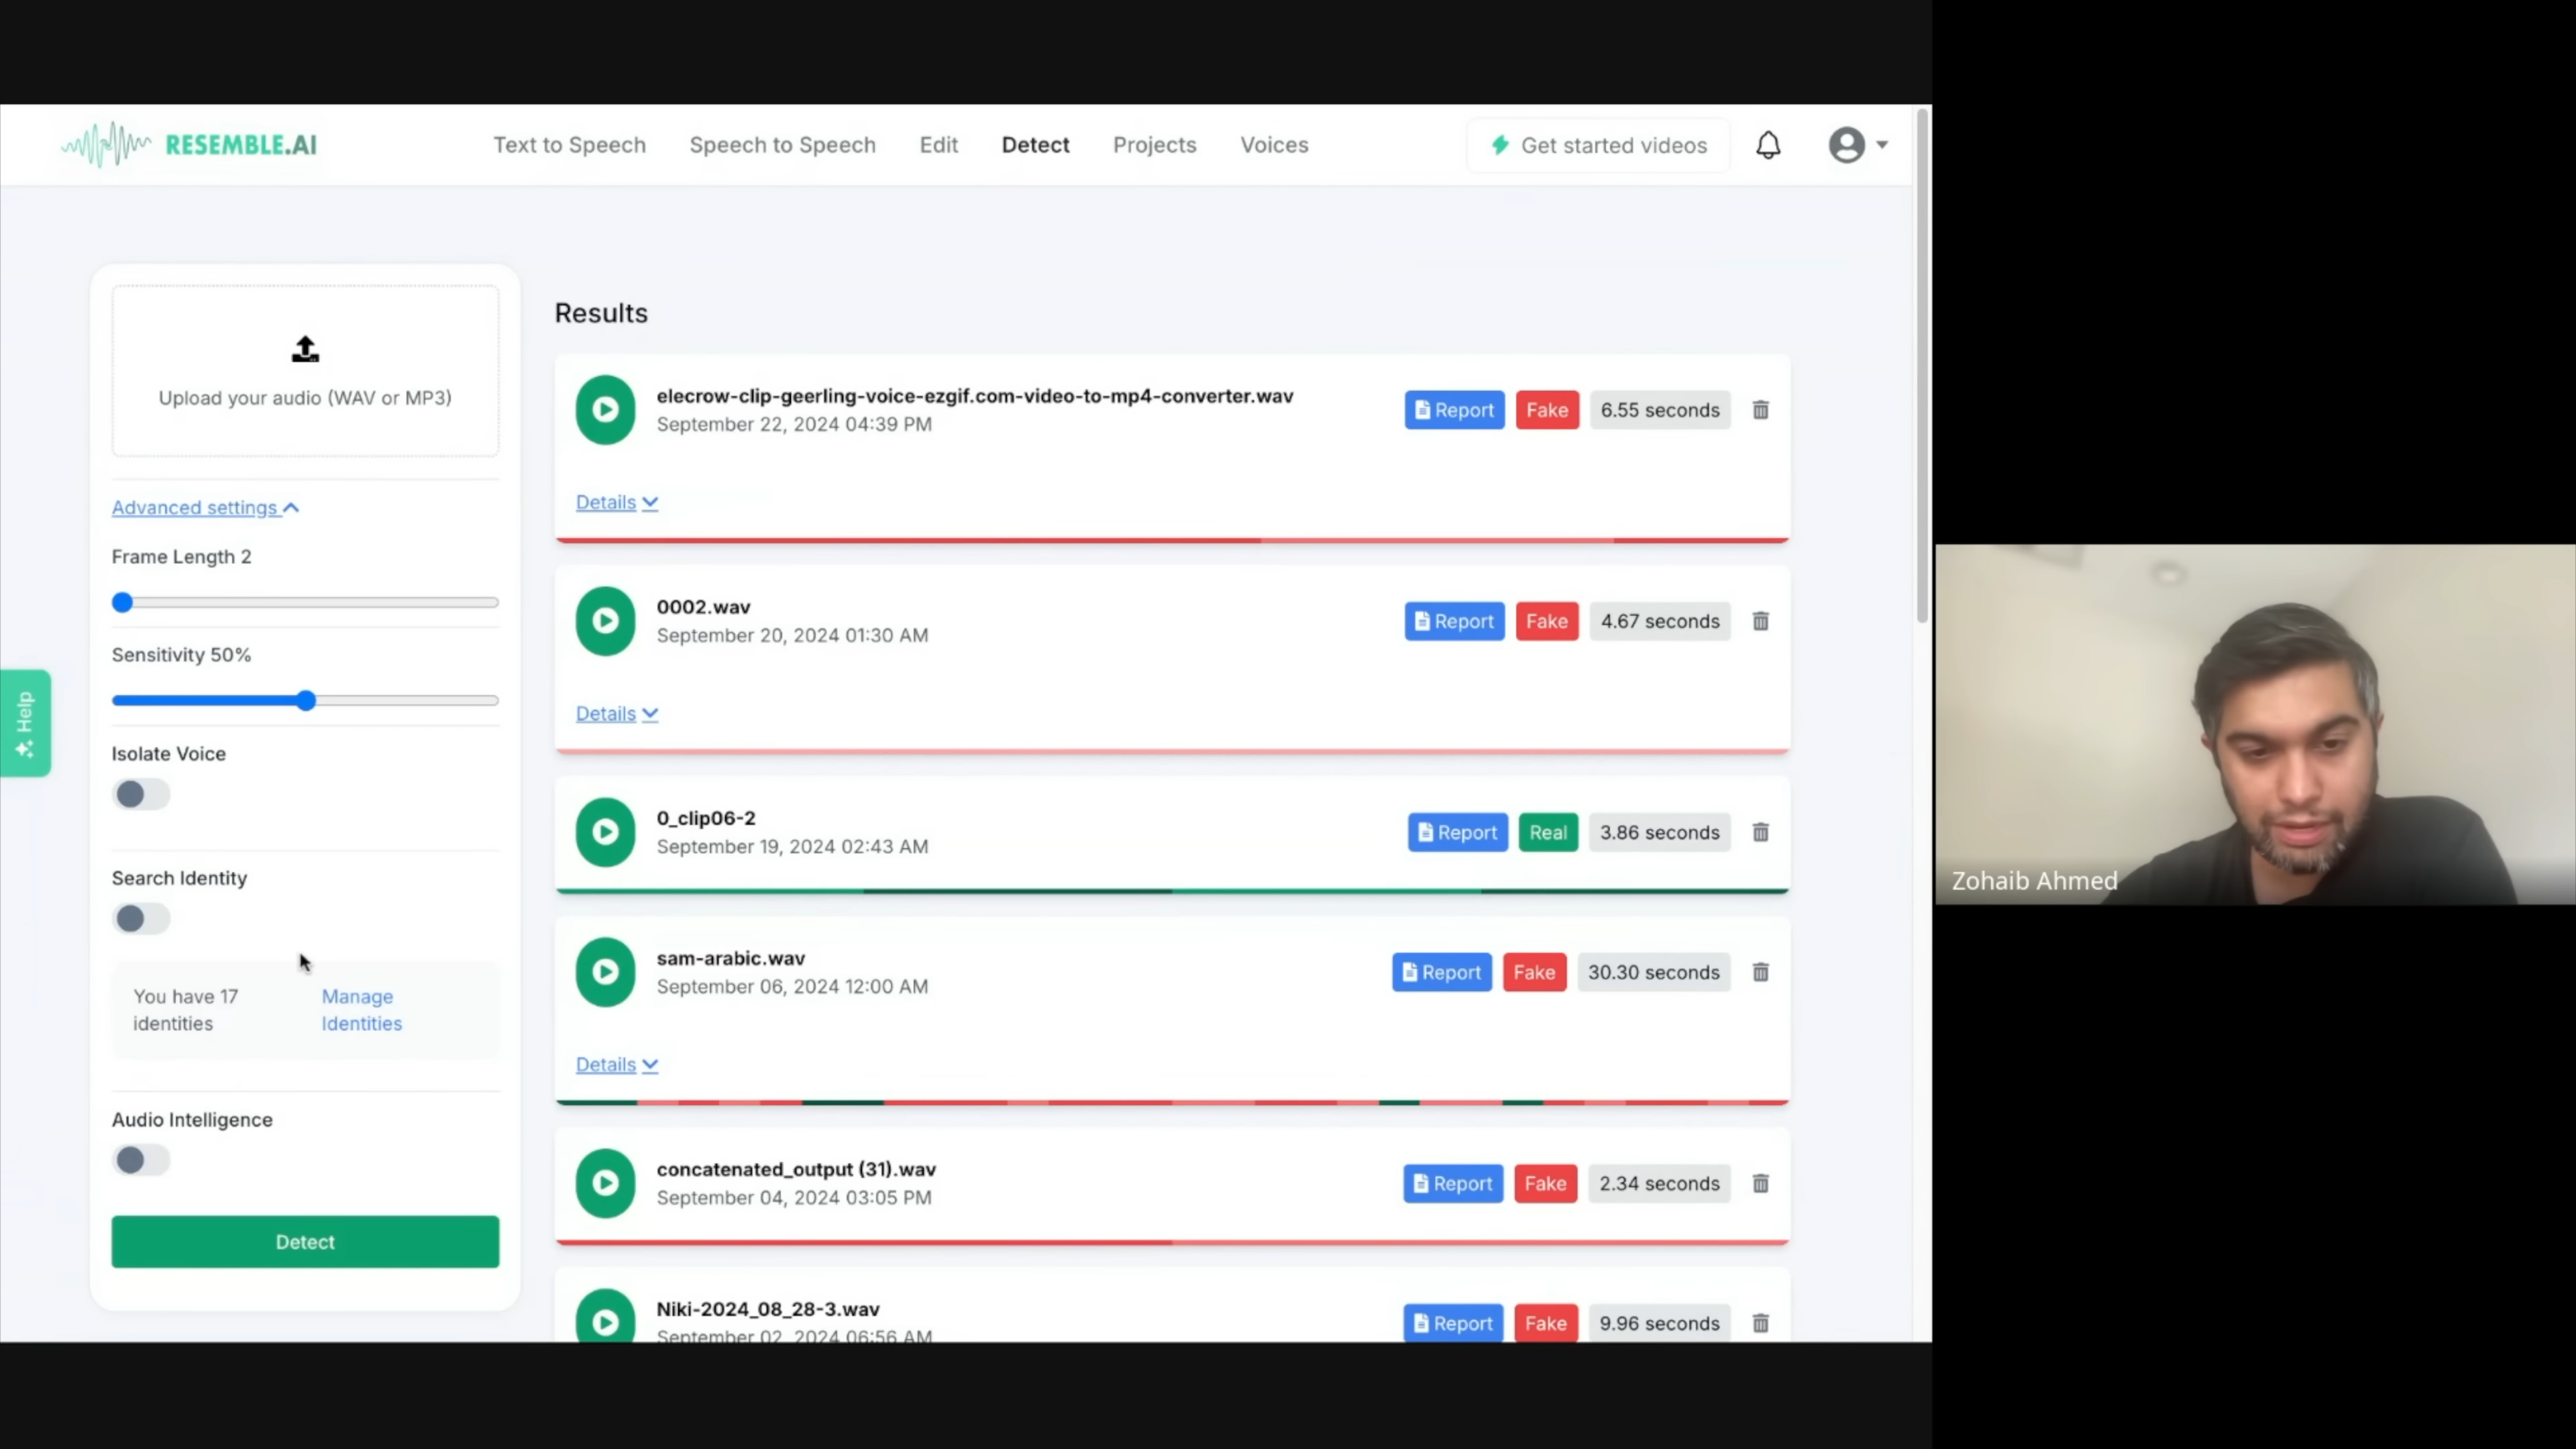 RESEMBLE.AI
Text to Speech
Speech to Speech
Edit
Detect
Projects
Voices
Get started videos
Upload your audio (WAV or MP3)
Advanced settings
Frame Length 2
Sensitivity 50%
Isolate Voice
Search Identity
You have 17
identities
Manage
Identities
Audio Intelligence
Detect
Help
Results
elecrow-clip-geerling-voice-ezgif.com-video-to-mp4-converter.wav
September 22, 2024 04:39 PM
Report
Fake
6.55 seconds
Details
0002.wav
September 20, 2024 01:30 AM
Report
Fake
4.67 seconds
Details
0_clip06-2
September 19, 2024 02:43 AM
Report
Real
3.86 seconds
sam-arabic.wav
September 06, 2024 12:00 AM
Report
Fake
30.30 seconds
Details
concatenated_output (31).wav
September 04, 2024 03:05 PM
Report
Fake
2.34 seconds
Niki-2024_08_28-3.wav
September 02, 2024 06:56 AM
Report
Fake
9.96 seconds
Zohaib Ahmed